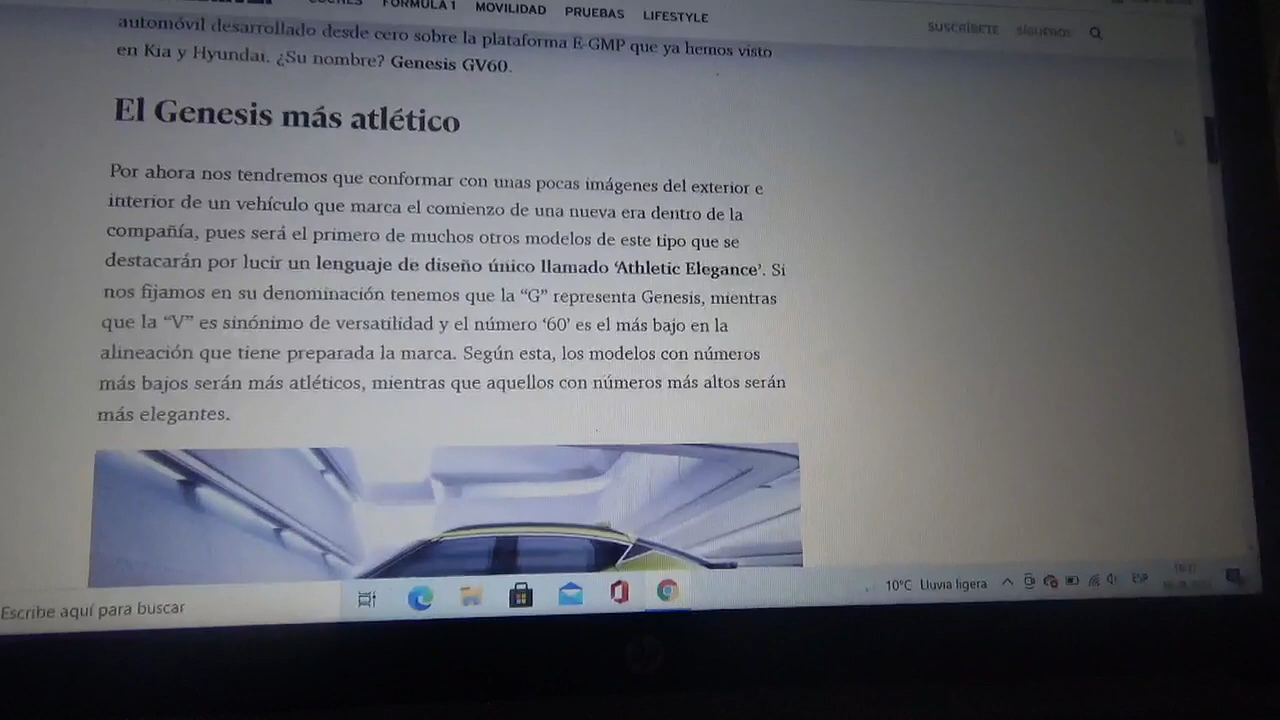 FÓRMULA 1 MOVILIDAD PRUEBAS LIFESTYLE
SUSCRÍBETE SÍGUENOS
automóvil desarrollado desde cero sobre la plataforma E-GMP que ya hemos visto
en Kia y Hyundai. ¿Su nombre? Genesis GV60.
El Genesis más atlético
Por ahora nos tendremos que conformar con unas pocas imágenes del exterior e
interior de un vehículo que marca el comienzo de una nueva era dentro de la
compañía, pues será el primero de muchos otros modelos de este tipo que se
destacarán por lucir un lenguaje de diseño único llamado ‘Athletic Elegance’. Si
nos fijamos en su denominación tenemos que la “G” representa Genesis, mientras
que la “V” es sinónimo de versatilidad y el número ‘60’ es el más bajo en la
alineación que tiene preparada la marca. Según esta, los modelos con números
más bajos serán más atléticos, mientras que aquellos con números más altos serán
más elegantes.
Escribe aquí para buscar
10°C Lluvia ligera
ESP
hp